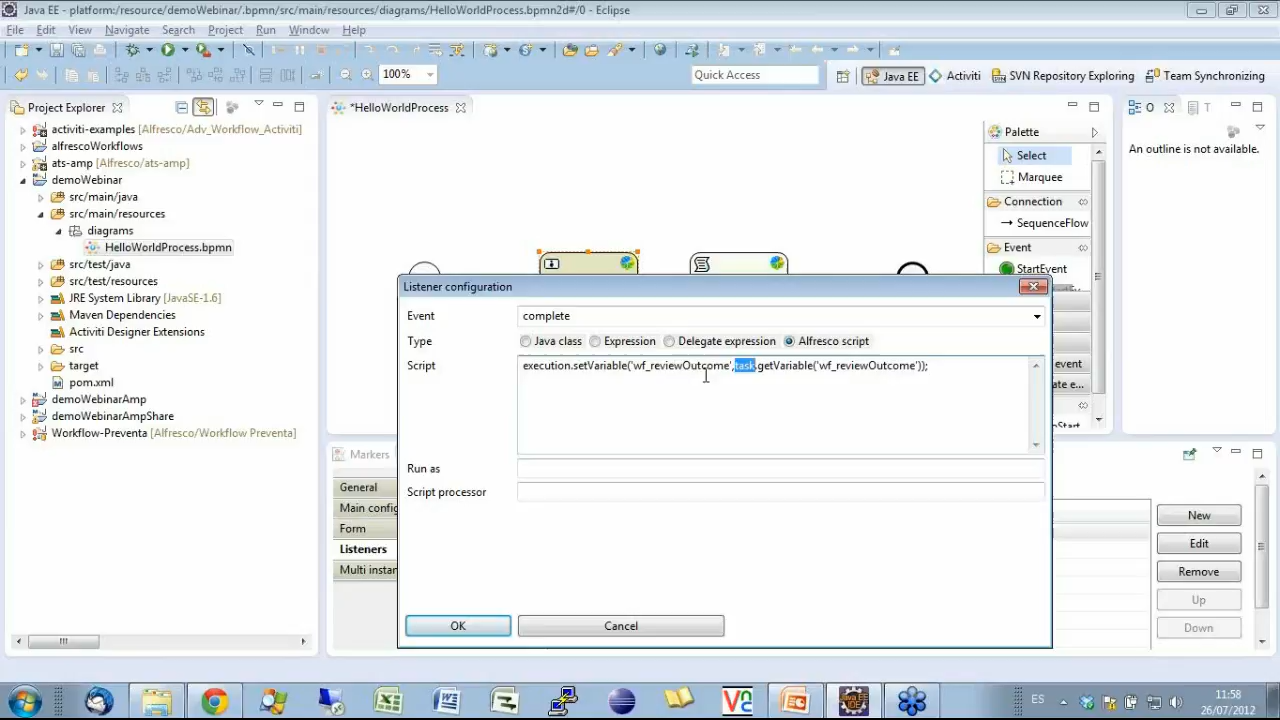 Java EE - platform:/resource/demoWebinar/.bpmn/src/main/resources/diagrams/HelloWorldProcess.bpmn2d#/0 - Eclipse
File Edit View Navigate Search Project Run Window Help
100%
Quick Access
Java EE
Activiti
SVN Repository Exploring
Team Synchronizing
Project Explorer
activiti-examples [Alfresco/Adv_Workflow_Activiti]
alfrescoWorkflows
ats-amp [Alfresco/ats-amp]
demoWebinar
src/main/java
src/main/resources
diagrams
HelloWorldProcess.bpmn
src/test/java
src/test/resources
JRE System Library [JavaSE-1.6]
Maven Dependencies
Activiti Designer Extensions
src
target
pom.xml
demoWebinarAmp
demoWebinarAmpShare
Workflow-Preventa [Alfresco/Workflow Preventa]
*HelloWorldProcess
Palette
Select
Marquee
Connection
SequenceFlow
Event
StartEvent
event
te e...
tStart
O
T
An outline is not available.
Listener configuration
Event
complete
Type
Java class
Expression
Delegate expression
Alfresco script
Script
execution.setVariable('wf_reviewOutcome',task.getVariable('wf_reviewOutcome'));
Run as
Script processor
OK
Cancel
Markers
General
Main config
Form
Listeners
Multi instan
New
Edit
Remove
Up
Down
ES
11:58
26/07/2012